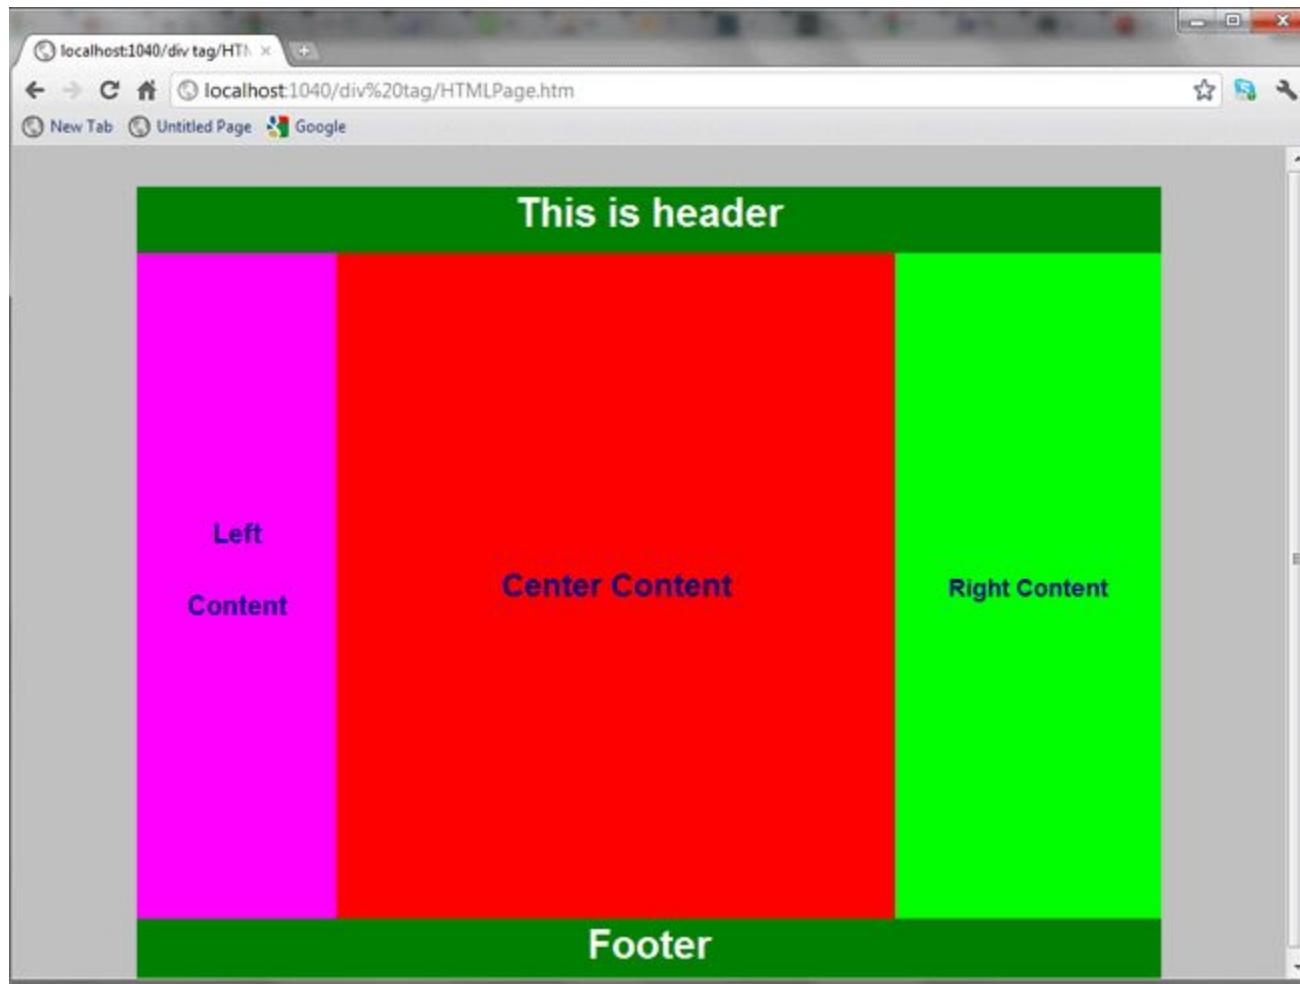 localhost:1040/div tag/HTM
localhost:1040/div%20tag/HTMLPage.htm
New Tab Untitled Page Google
This is header
Left
Content
Center Content
Right Content
Footer